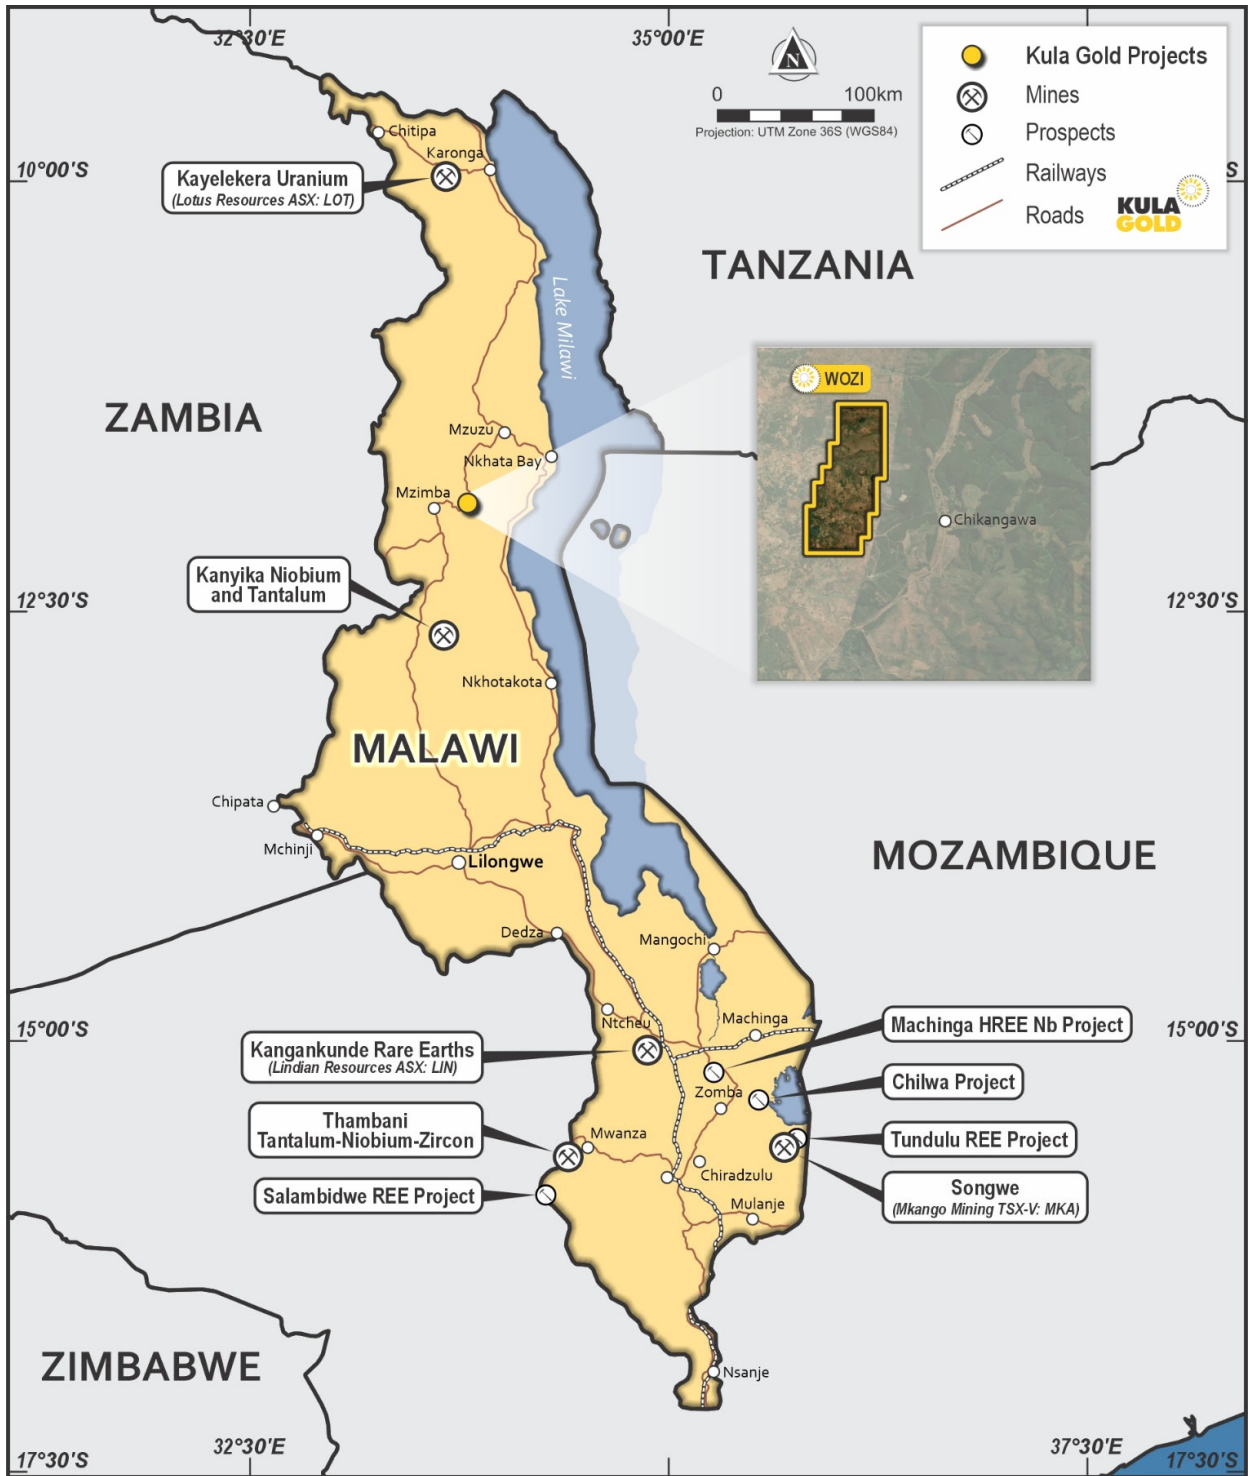 32°30'E
35°00'E
N
0 100km
Projection: UTM Zone 36S (WGS84)
Kula Gold Projects
Mines
Prospects
Railways
Roads
KULA
GOLD
10°00'S
S
Chitipa
Karonga
Kayelekera Uranium
(Lotus Resources ASX: LOT)
TANZANIA
Lake Milawi
WOZI
Chikangawa
ZAMBIA
Mzuzu
Nkhata Bay
Mzimba
Kanyika Niobium
and Tantalum
12°30'S
12°30'S
Nkhotakota
MALAWI
Chipata
Mchinji
Lilongwe
MOZAMBIQUE
Dedza
Mangochi
Ntcheu
Machinga
15°00'S
15°00'S
Machinga HREE Nb Project
Kangankunde Rare Earths
(Lindian Resources ASX: LIN)
Chilwa Project
Zomba
Thambani
Tantalum-Niobium-Zircon
Mwanza
Tundulu REE Project
Chiradzulu
Salambidwe REE Project
Songwe
(Mkango Mining TSX-V: MKA)
Mulanje
ZIMBABWE
Nsanje
17°30'S
32°30'E
37°30'E
17°30'S